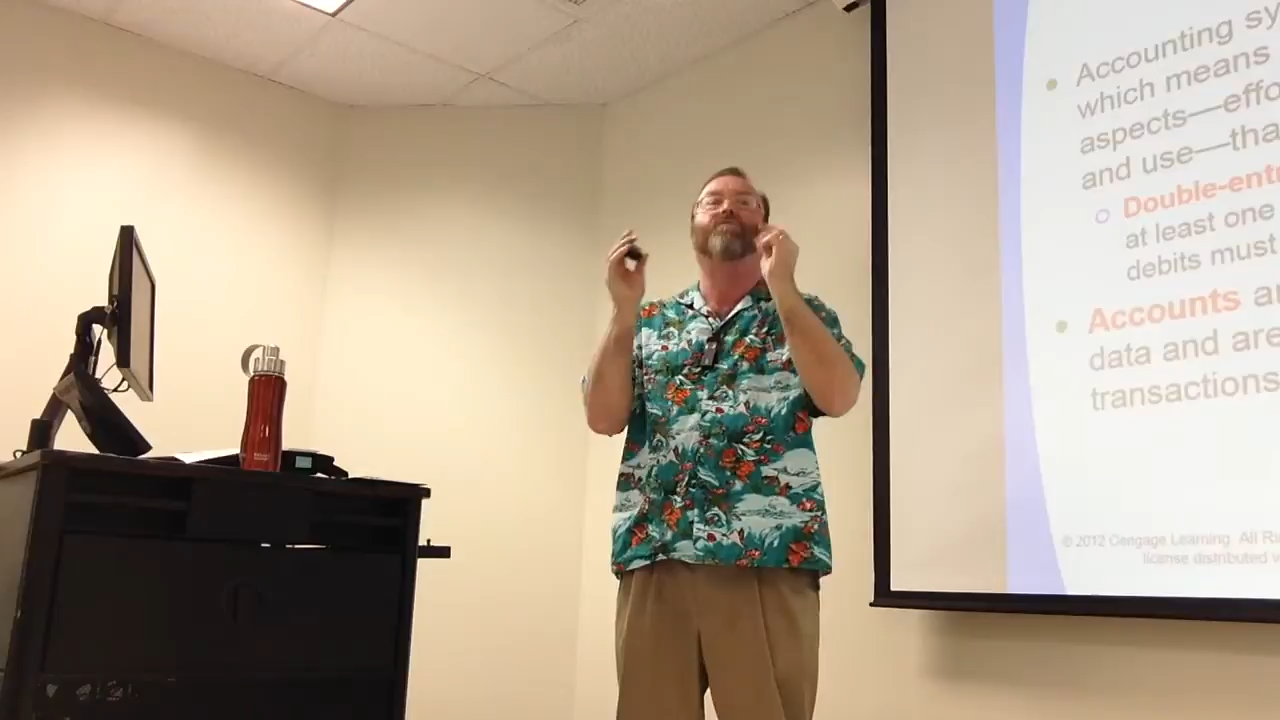 Accounting sy
which means
aspects—effo
and use—tha
Double-entr
at least one
debits must
Accounts a
data and are
transactions
© 2012 Cengage Learning. All Ri
license distributed w